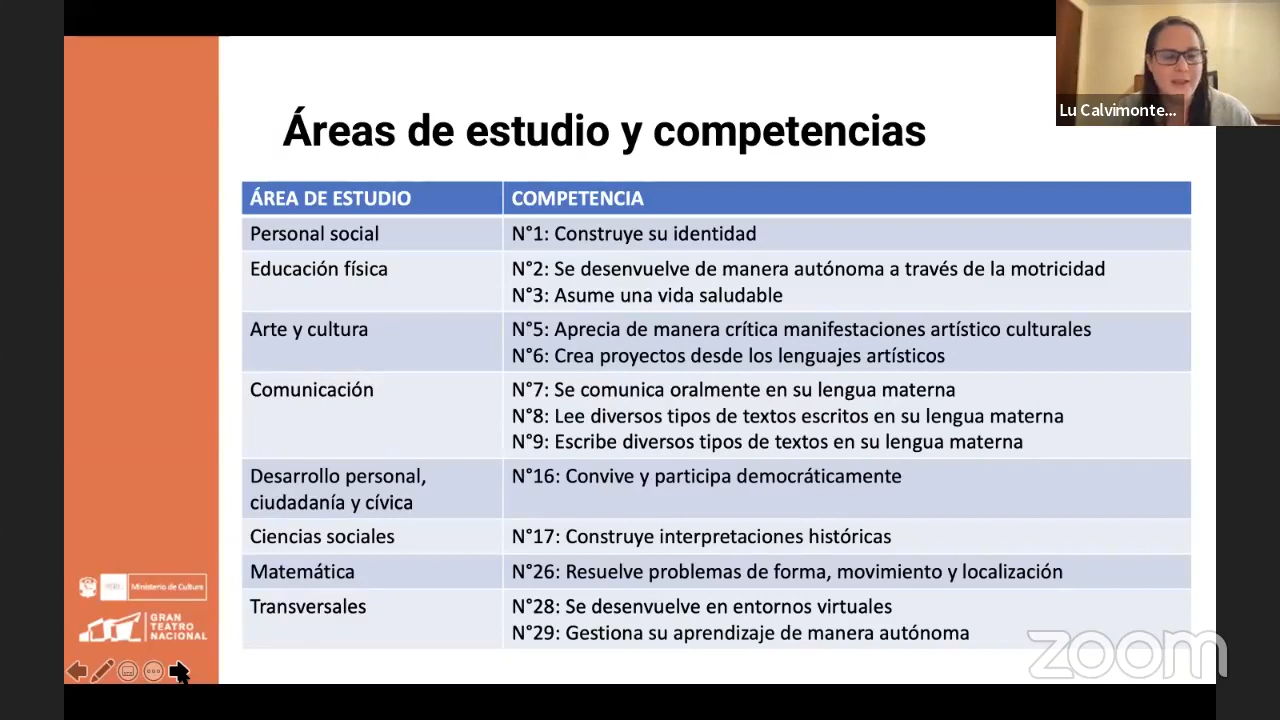 Lu Calvimonte...
Áreas de estudio y competencias
ÁREA DE ESTUDIO COMPETENCIA
Personal social N°1: Construye su identidad
Educación física N°2: Se desenvuelve de manera autónoma a través de la motricidad
N°3: Asume una vida saludable
Arte y cultura N°5: Aprecia de manera crítica manifestaciones artístico culturales
N°6: Crea proyectos desde los lenguajes artísticos
Comunicación N°7: Se comunica oralmente en su lengua materna
N°8: Lee diversos tipos de textos escritos en su lengua materna
N°9: Escribe diversos tipos de textos en su lengua materna
Desarrollo personal, N°16: Convive y participa democráticamente
ciudadanía y cívica
Ciencias sociales N°17: Construye interpretaciones históricas
Matemática N°26: Resuelve problemas de forma, movimiento y localización
Transversales N°28: Se desenvuelve en entornos virtuales
N°29: Gestiona su aprendizaje de manera autónoma
Ministerio de Cultura
GRAN
TEATRO
NACIONAL
zoom